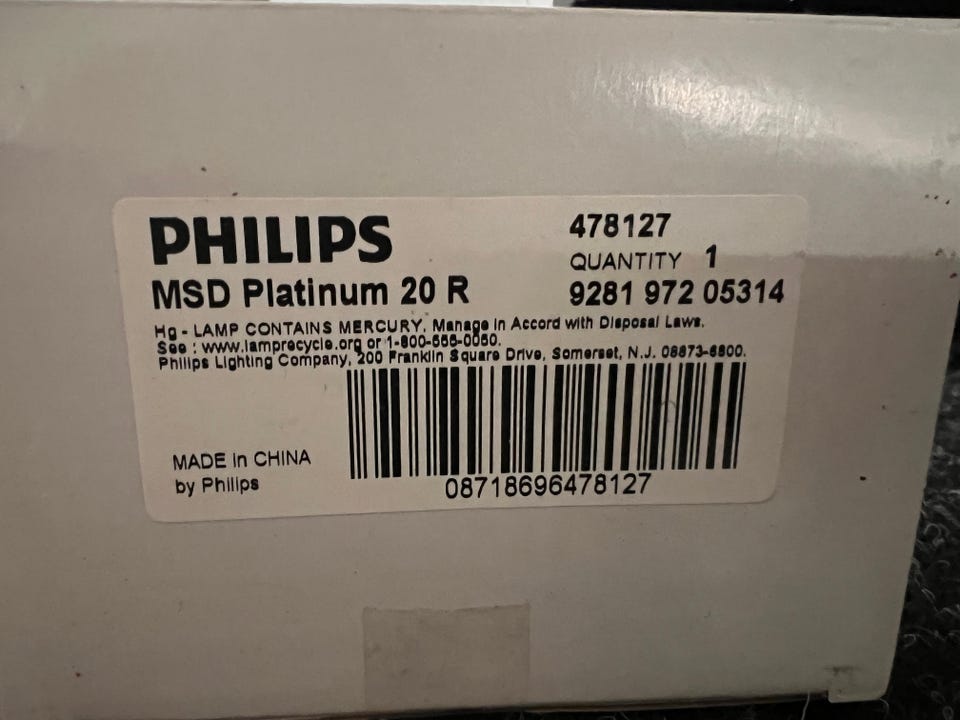 PHILIPS
478127
QUANTITY 1
MSD Platinum 20 R
9281 972 05314
Hg - LAMP CONTAINS MERCURY, Manage in Accord with Disposal Laws.
See : www.lamprecycle.org or 1-800-555-0050.
Philips Lighting Company, 200 Franklin Square Drive, Somerset, N.J. 08873-6800.
MADE in CHINA
by Philips
08718696478127